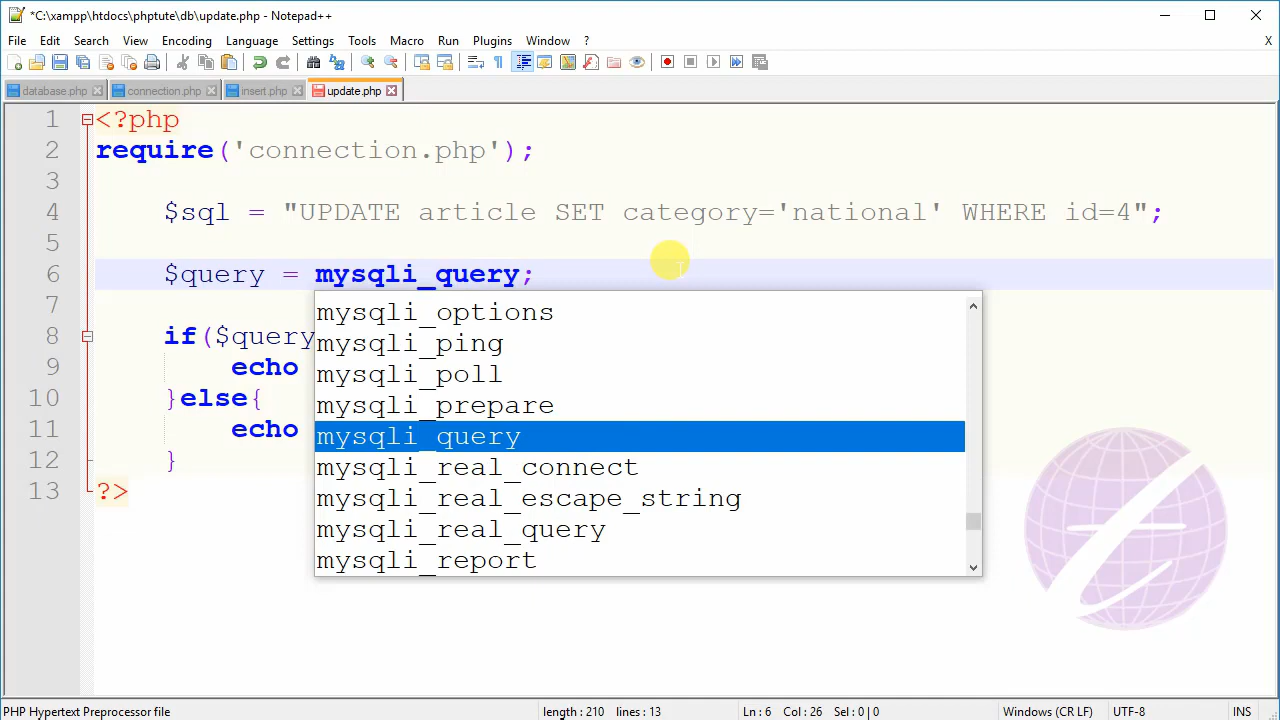 *C:\xampp\htdocs\phptute\db\update.php - Notepad++
File Edit Search View Encoding Language Settings Tools Macro Run Plugins Window ? X
database.php connection.php insert.php update.php
1 <?php
2 require('connection.php');
3
4 $sql = "UPDATE article SET category='national' WHERE id=4";
5
6 $query = mysqli_query;
7
mysqli_options
8 if($query
mysqli_ping
9 echo
mysqli_poll
10 }else{
mysqli_prepare
11 echo
mysqli_query
12 }
mysqli_real_connect
13 ?>
mysqli_real_escape_string
mysqli_real_query
mysqli_report
PHP Hypertext Preprocessor file length : 210 lines : 13 Ln : 6 Col : 26 Sel : 0 | 0 Windows (CR LF) UTF-8 INS